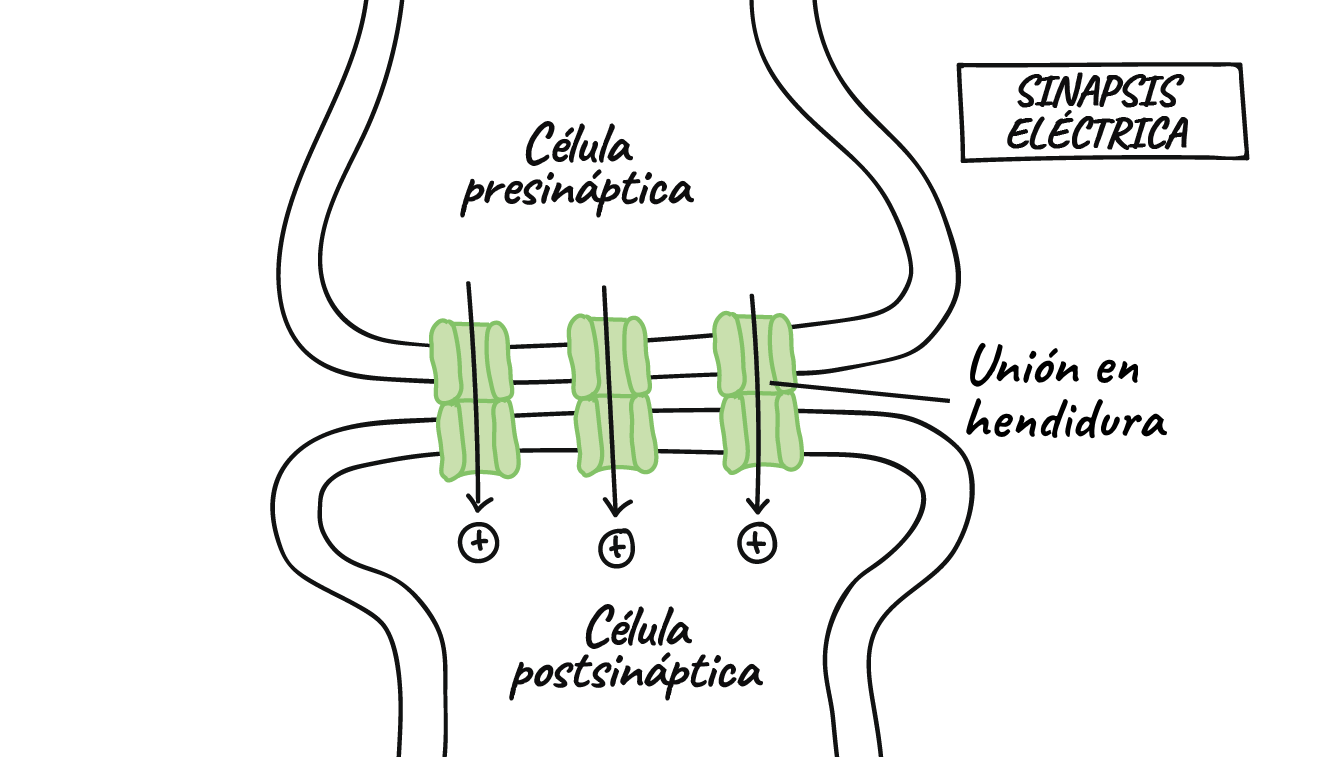 SINAPSIS
ELÉCTRICA
Célula
presináptica
Unión en
hendidura
+
+
+
Célula
postsináptica